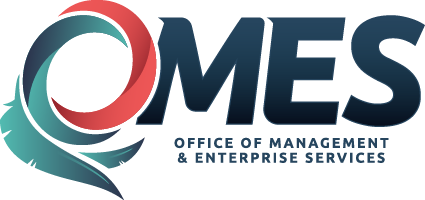 OMES
OFFICE OF MANAGEMENT
& ENTERPRISE SERVICES